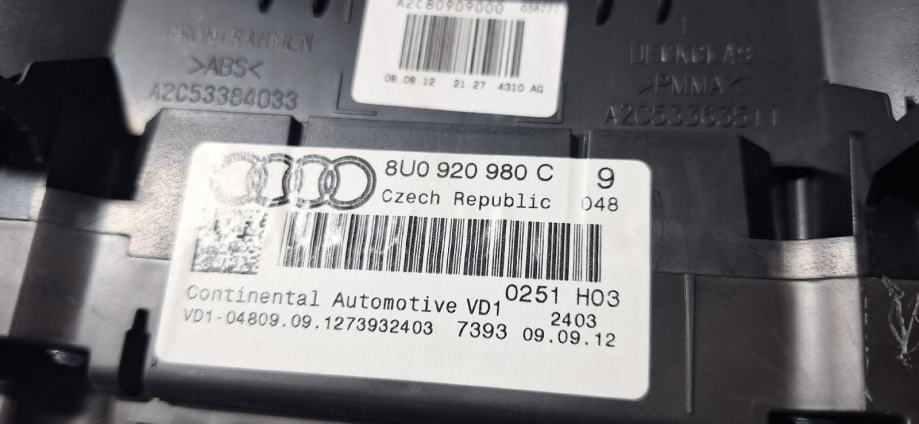 A2C80909000
08.08.12 21.27 4310 AG
FRONTRAHMEN
>ABS<
A2C53384033
DECKGLAS
>PMMA<
A2C53363511
8U0 920 980 C 9
Czech Republic 048
0251 H03
Continental Automotive VD1 2403
VD1-04809.09.1273932403 7393 09.09.12